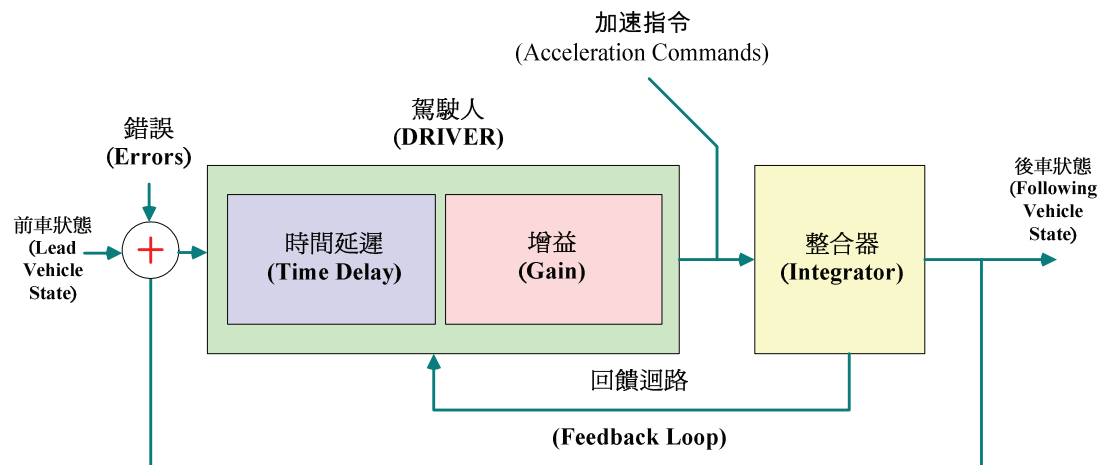 加速指令
(Acceleration Commands)
駕駛人
(DRIVER)
錯誤
(Errors)
前車狀態
(Lead
Vehicle
State)
+
時間延遲
(Time Delay)
增益
(Gain)
整合器
(Integrator)
後車狀態
(Following
Vehicle
State)
回饋迴路
(Feedback Loop)